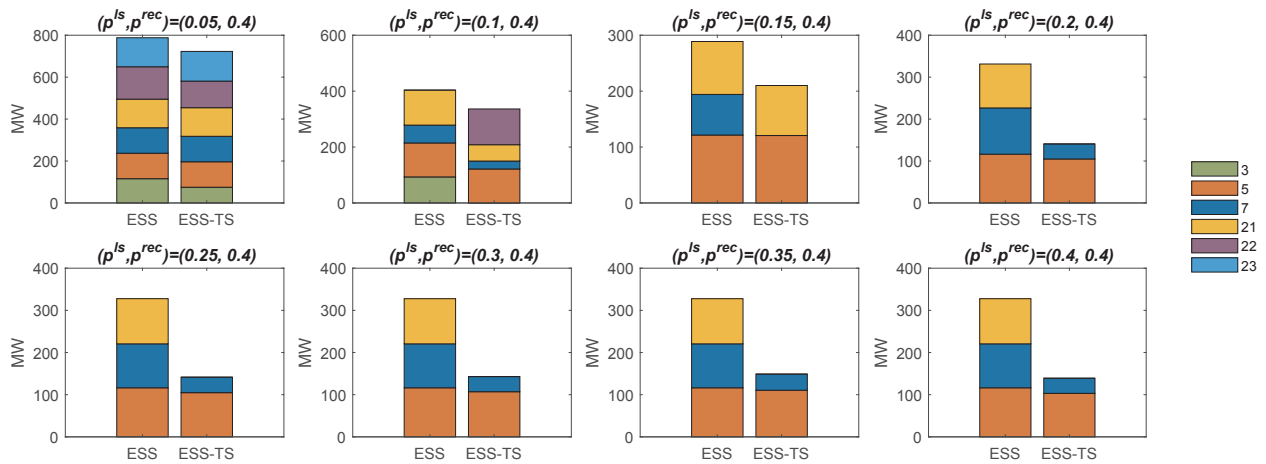 (p^ls,p^rec)=(0.05, 0.4)
(p^ls,p^rec)=(0.1, 0.4)
(p^ls,p^rec)=(0.15, 0.4)
(p^ls,p^rec)=(0.2, 0.4)
800
600
400
200
0
MW
ESS
ESS-TS
600
400
200
0
MW
ESS
ESS-TS
300
200
100
0
MW
ESS
ESS-TS
400
300
200
100
0
MW
ESS
ESS-TS
3
5
7
21
22
23
(p^ls,p^rec)=(0.25, 0.4)
(p^ls,p^rec)=(0.3, 0.4)
(p^ls,p^rec)=(0.35, 0.4)
(p^ls,p^rec)=(0.4, 0.4)
400
300
200
100
0
MW
ESS
ESS-TS
400
300
200
100
0
MW
ESS
ESS-TS
400
300
200
100
0
MW
ESS
ESS-TS
400
300
200
100
0
MW
ESS
ESS-TS